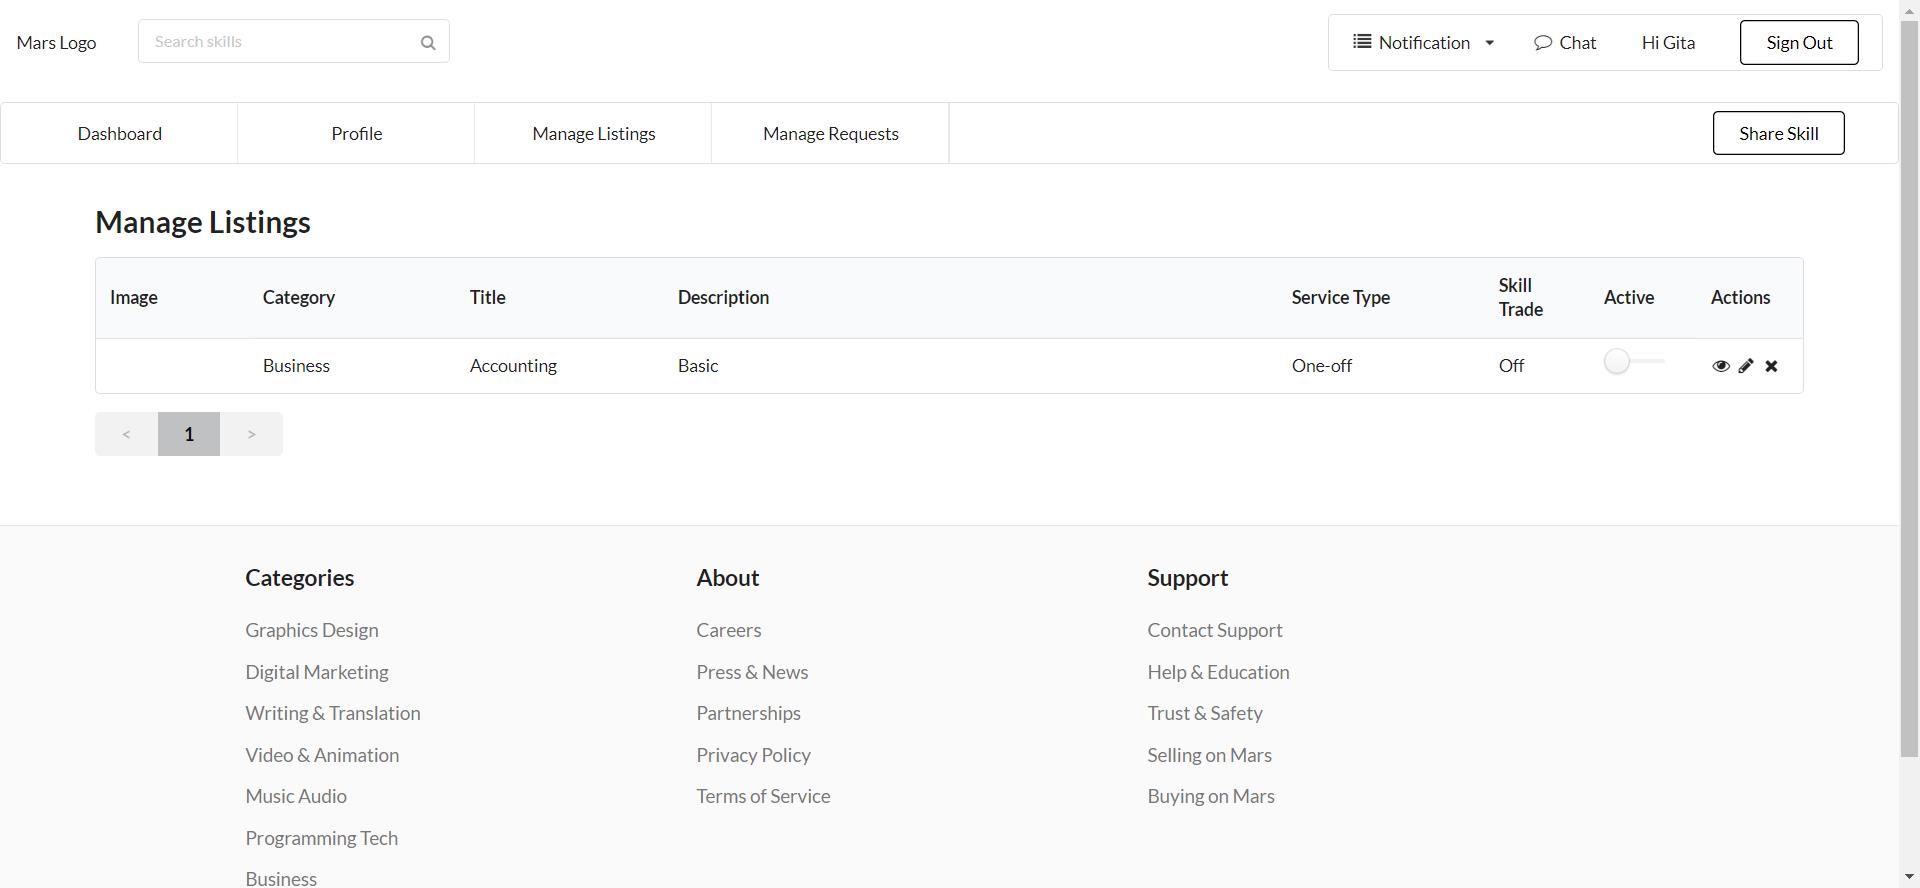 Mars Logo
Search skills
Notification
Chat
Hi Gita
Sign Out
Dashboard
Profile
Manage Listings
Manage Requests
Share Skill
Manage Listings
Image
Category
Title
Description
Service Type
Skill
Trade
Active
Actions
Business
Accounting
Basic
One-off
Off
< 1 >
Categories
Graphics Design
Digital Marketing
Writing & Translation
Video & Animation
Music Audio
Programming Tech
Business
About
Careers
Press & News
Partnerships
Privacy Policy
Terms of Service
Support
Contact Support
Help & Education
Trust & Safety
Selling on Mars
Buying on Mars